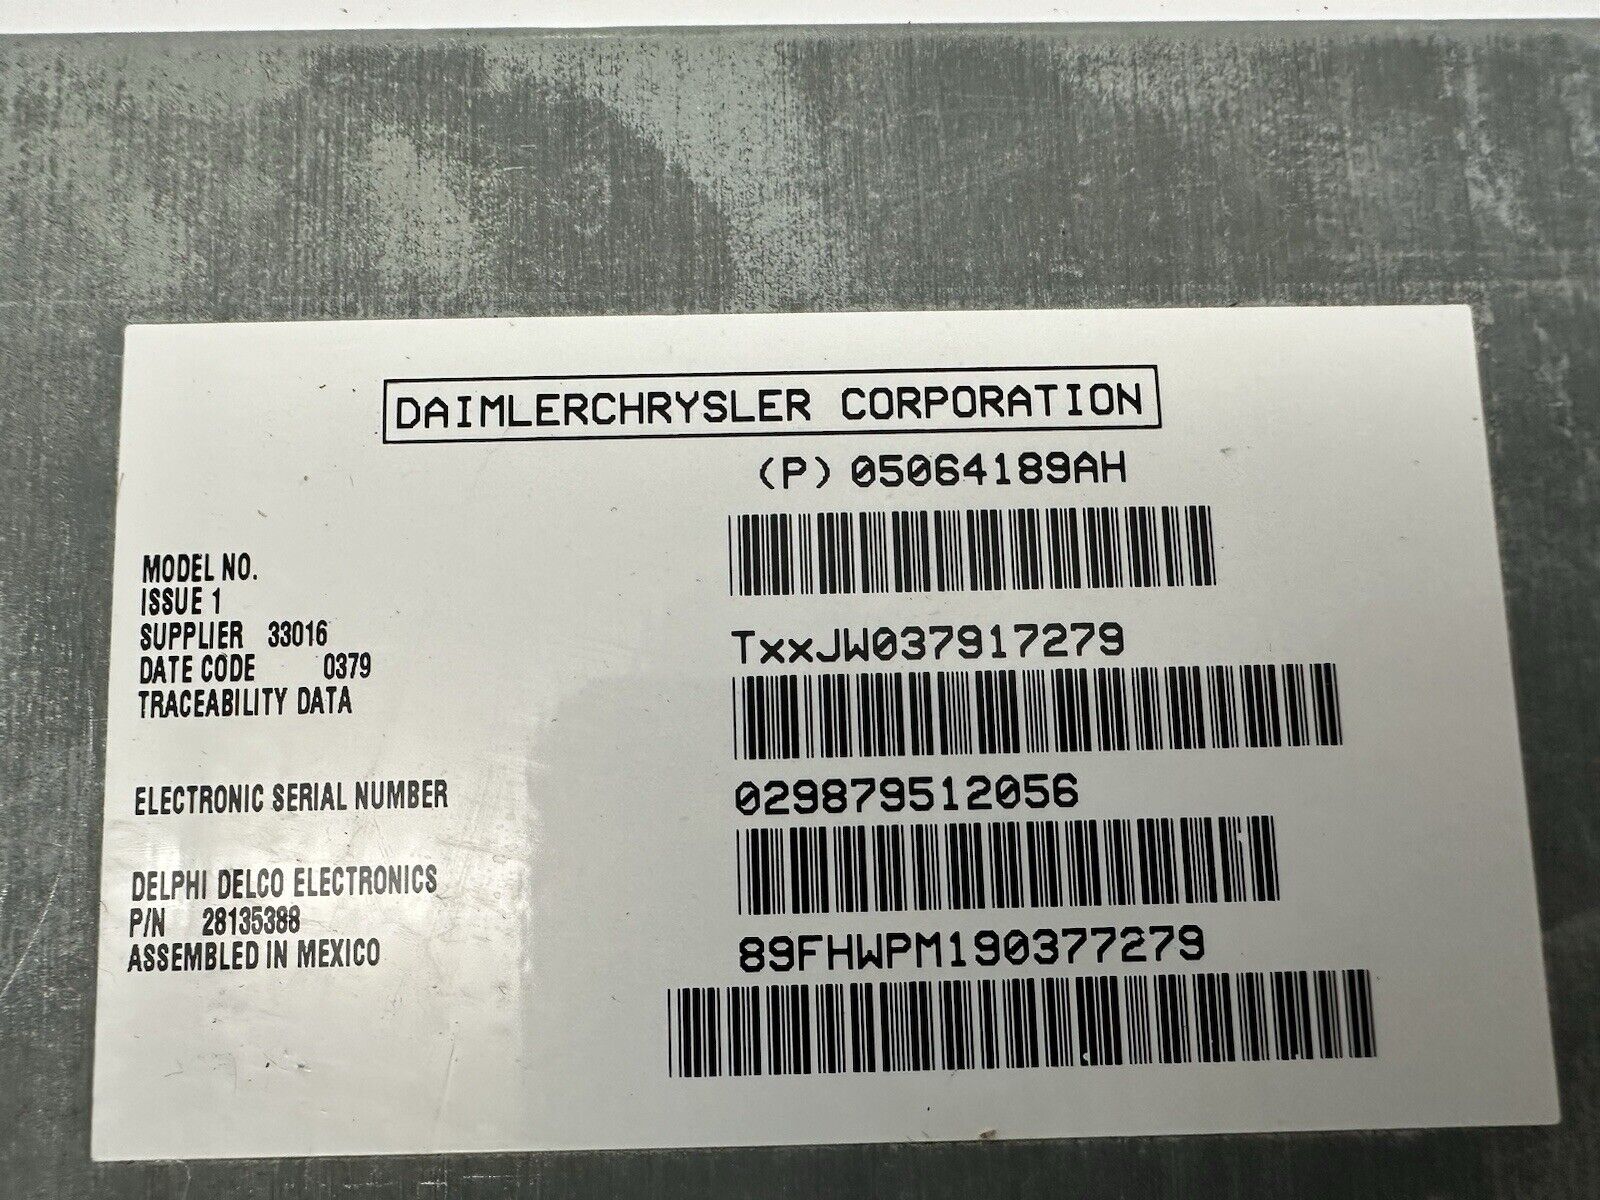 DAIMLERCHRYSLER CORPORATION
(P) 05064189AH
MODEL NO.
ISSUE 1
SUPPLIER 33016
DATE CODE 0379
TRACEABILITY DATA
TxxJW037917279
ELECTRONIC SERIAL NUMBER
029879512056
DELPHI DELCO ELECTRONICS
P/N 28135388
ASSEMBLED IN MEXICO
89FHWPM190377279